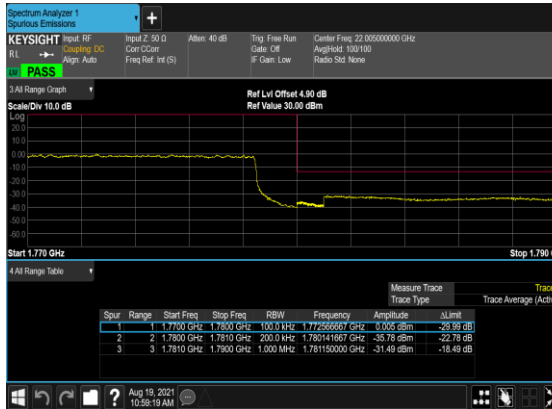 Spectrum Analyzer 1
Spurious Emissions
KEYSIGHT Input: RF Input Z: 50 Ω Atten: 40 dB Trig: Free Run Center Freq: 22.005000000 GHz
RL Coupling: DC Corr CCorr Gate: Off Avg|Hold: 100/100
Align: Auto Freq Ref: Int (S) IF Gain: Low Radio Std: None
PASS
3 All Range Graph
Ref Lvl Offset 4.90 dB
Scale/Div 10.0 dB Ref Value 30.00 dBm
Log
20.0
10.0
0.00
-10.0
-20.0
-30.0
-40.0
-50.0
-60.0
Start 1.770 GHz Stop 1.790
4 All Range Table
Measure Trace Trace
Trace Type Trace Average (Acti
Spur Range Start Freq Stop Freq RBW Frequency Amplitude ΔLimit
1 1 1.7700 GHz 1.7800 GHz 100.0 kHz 1.772566667 GHz 0.005 dBm -29.99 dB
2 2 1.7800 GHz 1.7810 GHz 200.0 kHz 1.780141667 GHz -35.78 dBm -22.78 dB
3 3 1.7810 GHz 1.7900 GHz 1.000 MHz 1.781150000 GHz -31.49 dBm -18.49 dB
Aug 19, 2021
10:59:19 AM